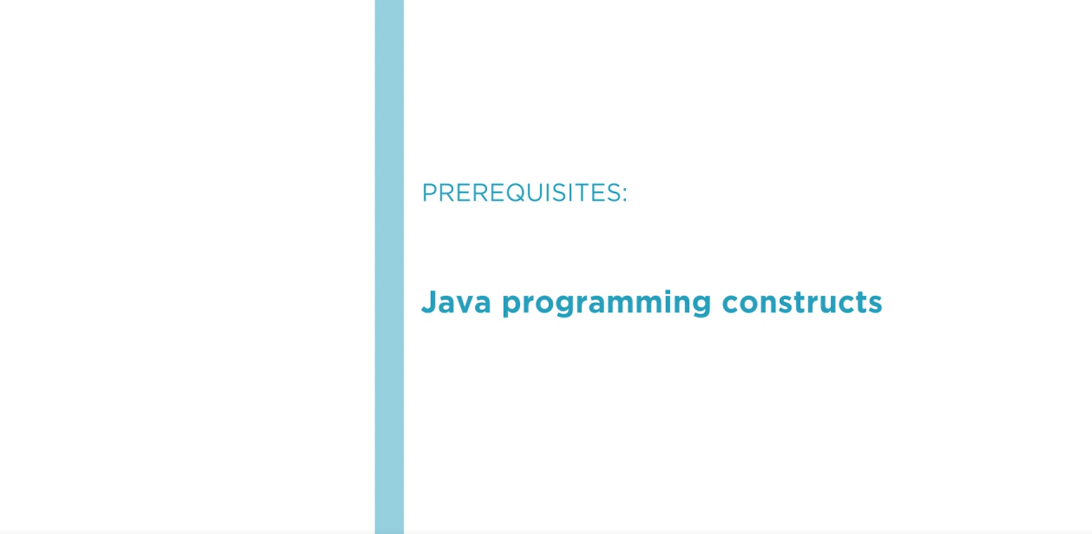 PREREQUISITES:
Java programming constructs